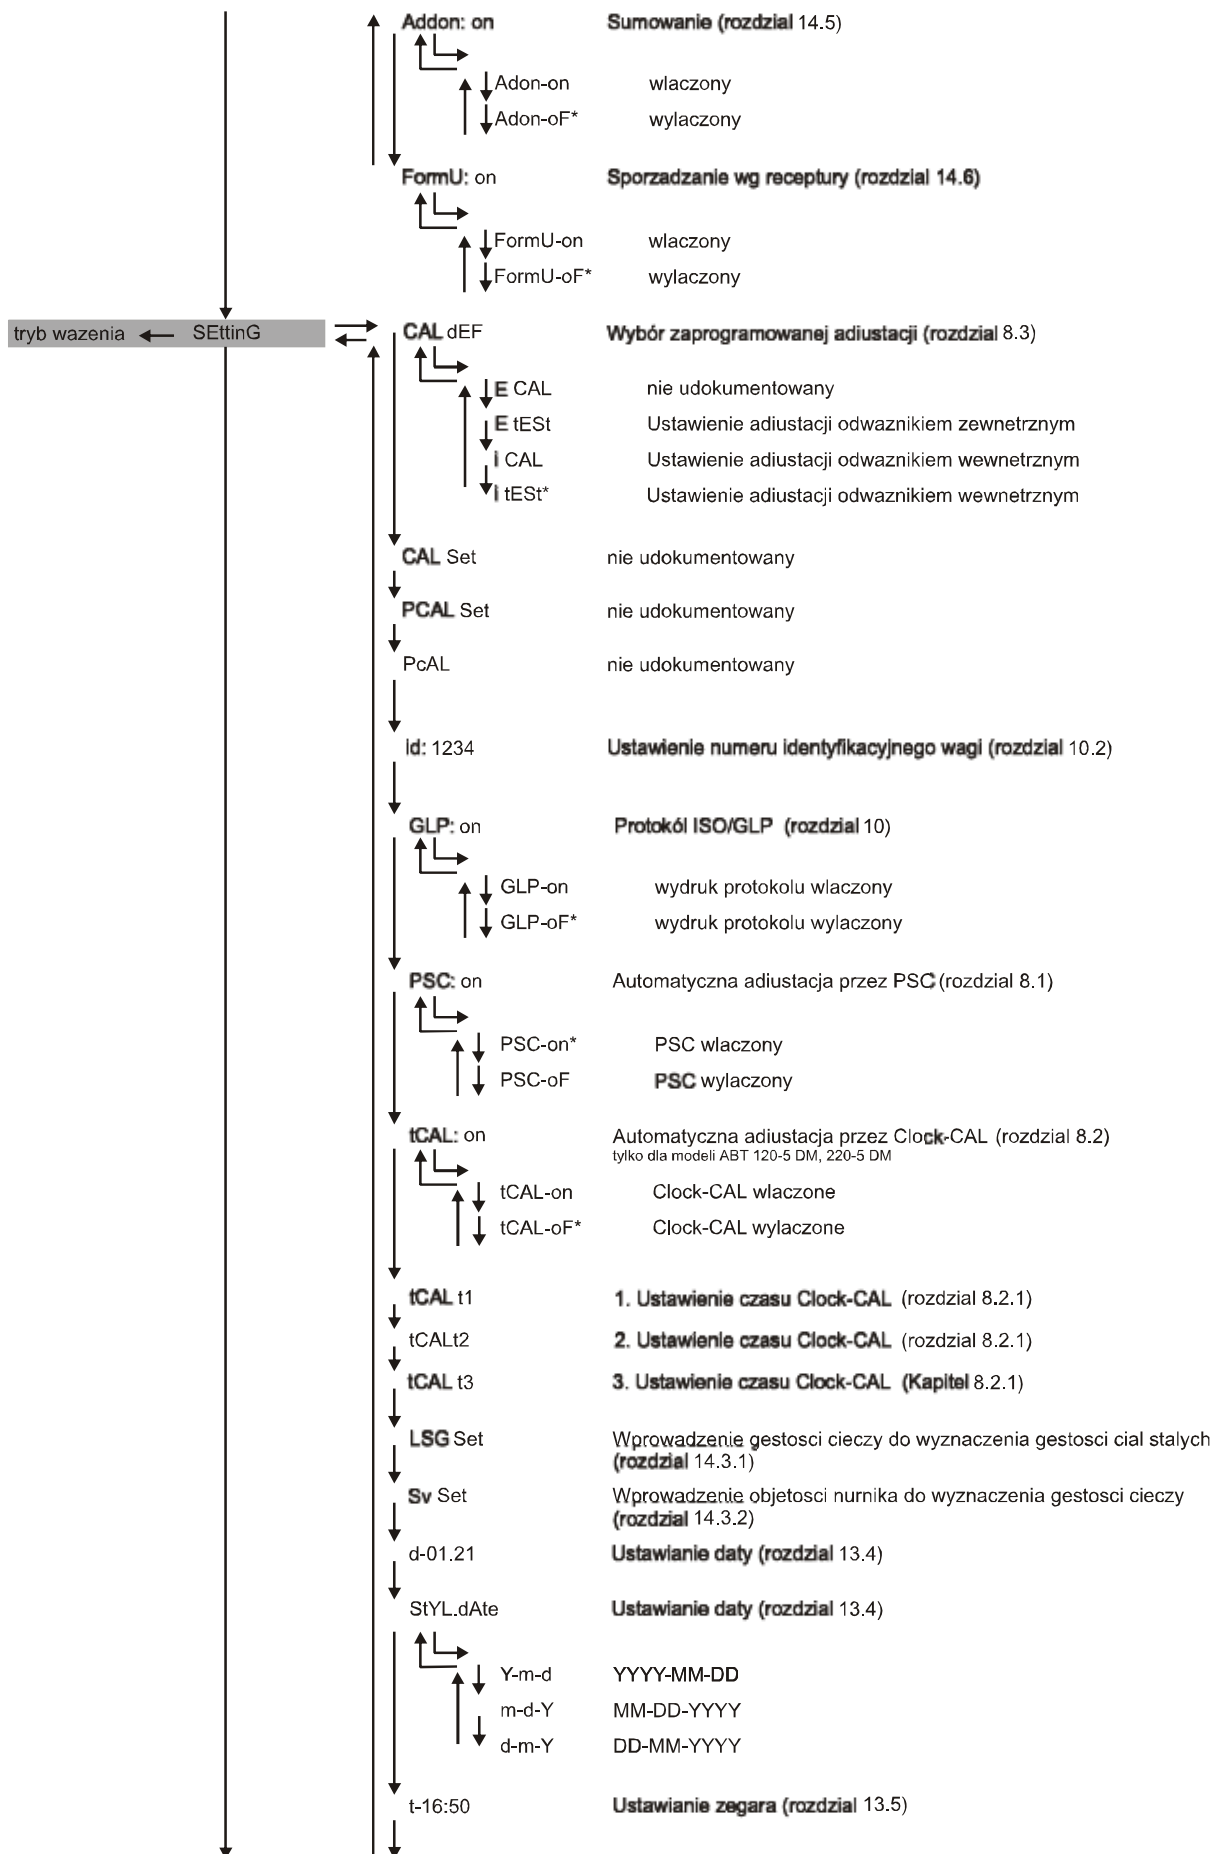 Addon: on Sumowanie (rozdzial 14.5)
Adon-on wlaczony
Adon-oF* wylaczony
FormU: on Sporzadzanie wg receptury (rozdzial 14.6)
FormU-on wlaczony
FormU-oF* wylaczony
tryb wazenia SEttinG CAL dEF Wybór zaprogramowanej adiustacji (rozdzial 8.3)
E CAL nie udokumentowany
E tESt Ustawienie adiustacji odwaznikiem zewnetrznym
i CAL Ustawienie adiustacji odwaznikiem wewnetrznym
i tESt* Ustawienie adiustacji odwaznikiem wewnetrznym
CAL Set nie udokumentowany
PCAL Set nie udokumentowany
PcAL nie udokumentowany
id: 1234 Ustawienie numeru identyfikacyjnego wagi (rozdzial 10.2)
GLP: on Protokól ISO/GLP (rozdzial 10)
GLP-on wydruk protokolu wlaczony
GLP-oF* wydruk protokolu wylaczony
PSC: on Automatyczna adiustacja przez PSC (rozdzial 8.1)
PSC-on* PSC wlaczony
PSC-oF PSC wylaczony
tCAL: on Automatyczna adiustacja przez Clock-CAL (rozdzial 8.2)
tylko dla modeli ABT 120-5 DM, 220-5 DM
tCAL-on Clock-CAL wlaczone
tCAL-oF* Clock-CAL wylaczone
tCAL t1 1. Ustawienie czasu Clock-CAL (rozdzial 8.2.1)
tCALt2 2. Ustawienie czasu Clock-CAL (rozdzial 8.2.1)
tCAL t3 3. Ustawienie czasu Clock-CAL (Kapitel 8.2.1)
LSG Set Wprowadzenie gestosci cieczy do wyznaczenia gestosci cial stalych
(rozdzial 14.3.1)
Sv Set Wprowadzenie objetosci nurnika do wyznaczenia gestosci cieczy
(rozdzial 14.3.2)
d-01.21 Ustawianie daty (rozdzial 13.4)
StYL.dAte Ustawianie daty (rozdzial 13.4)
Y-m-d YYYY-MM-DD
m-d-Y MM-DD-YYYY
d-m-Y DD-MM-YYYY
t-16:50 Ustawianie zegara (rozdzial 13.5)